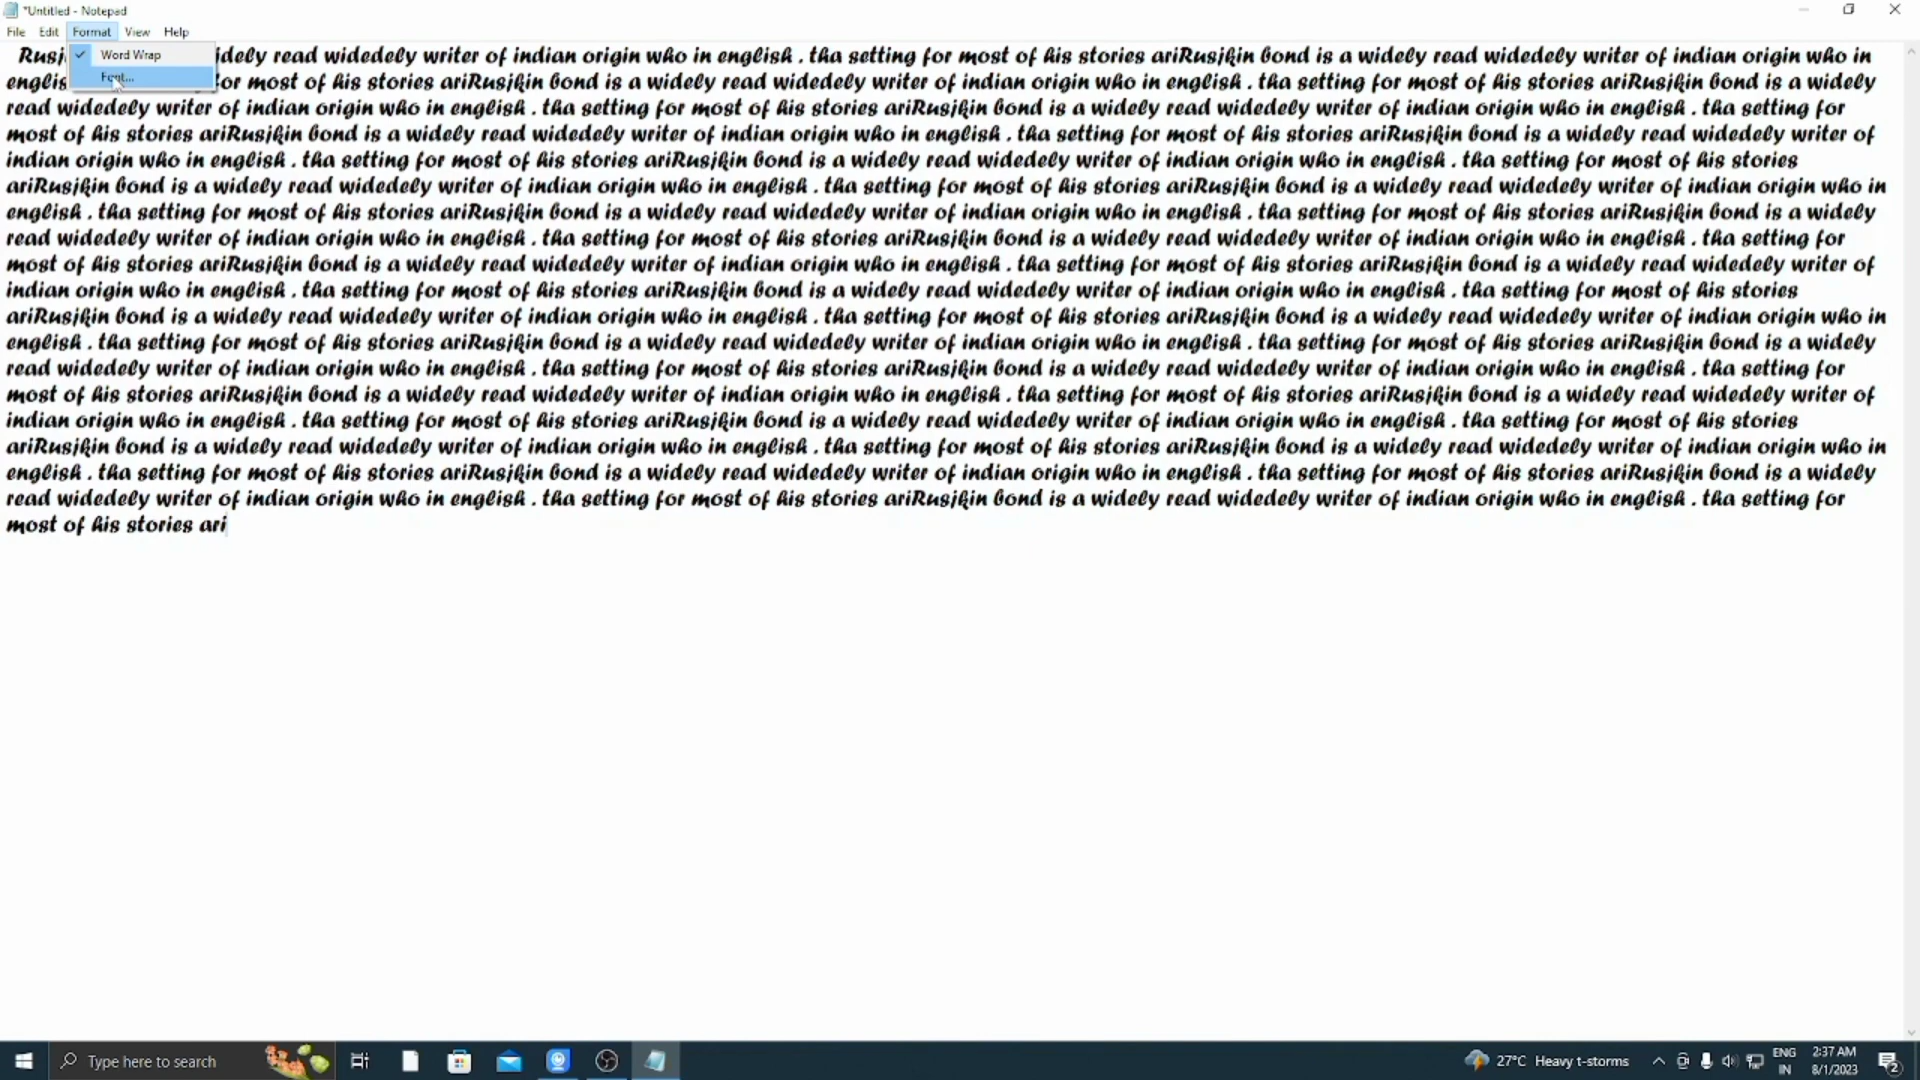 *Untitled - Notepad
File Edit Format View Help
Word Wrap
Font...
Rusj idely read widedely writer of indian origin who in english . tha setting for most of his stories ariRusjkin bond is a widely read widedely writer of indian origin who in
englis for most of his stories ariRusjkin bond is a widely read widedely writer of indian origin who in english . tha setting for most of his stories ariRusjkin bond is a widely
read widedely writer of indian origin who in english . tha setting for most of his stories ariRusjkin bond is a widely read widedely writer of indian origin who in english . tha setting for
most of his stories ariRusjkin bond is a widely read widedely writer of indian origin who in english . tha setting for most of his stories ariRusjkin bond is a widely read widedely writer of
indian origin who in english . tha setting for most of his stories ariRusjkin bond is a widely read widedely writer of indian origin who in english . tha setting for most of his stories
ariRusjkin bond is a widely read widedely writer of indian origin who in english . tha setting for most of his stories ariRusjkin bond is a widely read widedely writer of indian origin who in
english . tha setting for most of his stories ariRusjkin bond is a widely read widedely writer of indian origin who in english . tha setting for most of his stories ariRusjkin bond is a widely
read widedely writer of indian origin who in english . tha setting for most of his stories ariRusjkin bond is a widely read widedely writer of indian origin who in english . tha setting for
most of his stories ariRusjkin bond is a widely read widedely writer of indian origin who in english . tha setting for most of his stories ariRusjkin bond is a widely read widedely writer of
indian origin who in english . tha setting for most of his stories ariRusjkin bond is a widely read widedely writer of indian origin who in english . tha setting for most of his stories
ariRusjkin bond is a widely read widedely writer of indian origin who in english . tha setting for most of his stories ariRusjkin bond is a widely read widedely writer of indian origin who in
english . tha setting for most of his stories ariRusjkin bond is a widely read widedely writer of indian origin who in english . tha setting for most of his stories ariRusjkin bond is a widely
read widedely writer of indian origin who in english . tha setting for most of his stories ariRusjkin bond is a widely read widedely writer of indian origin who in english . tha setting for
most of his stories ariRusjkin bond is a widely read widedely writer of indian origin who in english . tha setting for most of his stories ariRusjkin bond is a widely read widedely writer of
indian origin who in english . tha setting for most of his stories ariRusjkin bond is a widely read widedely writer of indian origin who in english . tha setting for most of his stories
ariRusjkin bond is a widely read widedely writer of indian origin who in english . tha setting for most of his stories ariRusjkin bond is a widely read widedely writer of indian origin who in
english . tha setting for most of his stories ariRusjkin bond is a widely read widedely writer of indian origin who in english . tha setting for most of his stories ariRusjkin bond is a widely
read widedely writer of indian origin who in english . tha setting for most of his stories ariRusjkin bond is a widely read widedely writer of indian origin who in english . tha setting for
most of his stories ari
Type here to search
27°C Heavy t-storms
ENG
IN
2:37 AM
8/1/2023
2